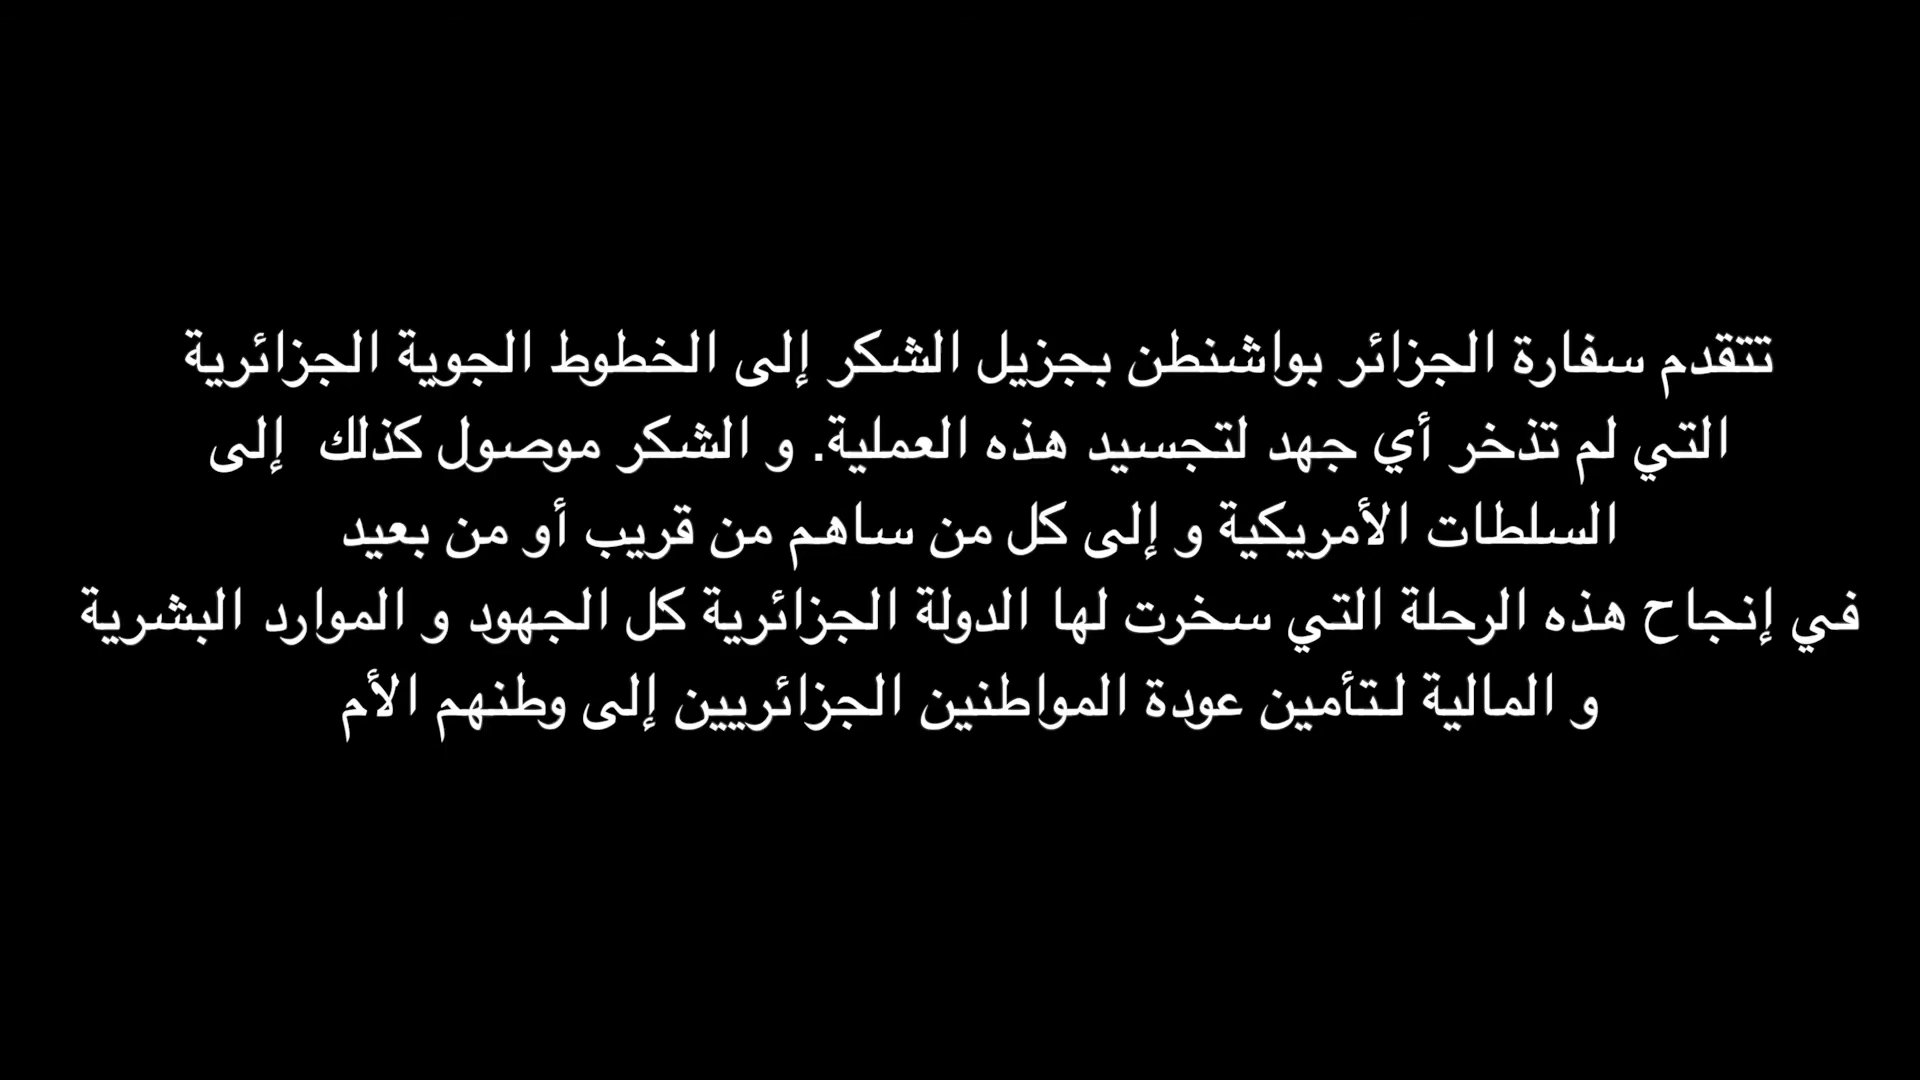 تتقدم سفارة الجزائر بواشنطن بجزيل الشكر إلى الخطوط الجوية الجزائرية
التي لم تذخر أي جهد لتجسيد هذه العملية. و الشكر موصول كذلك إلى
السلطات الأمريكية و إلى كل من ساهم من قريب أو من بعيد
في إنجاح هذه الرحلة التي سخرت لها الدولة الجزائرية كل الجهود و الموارد البشرية
و المالية لتأمين عودة المواطنين الجزائريين إلى وطنهم الأم